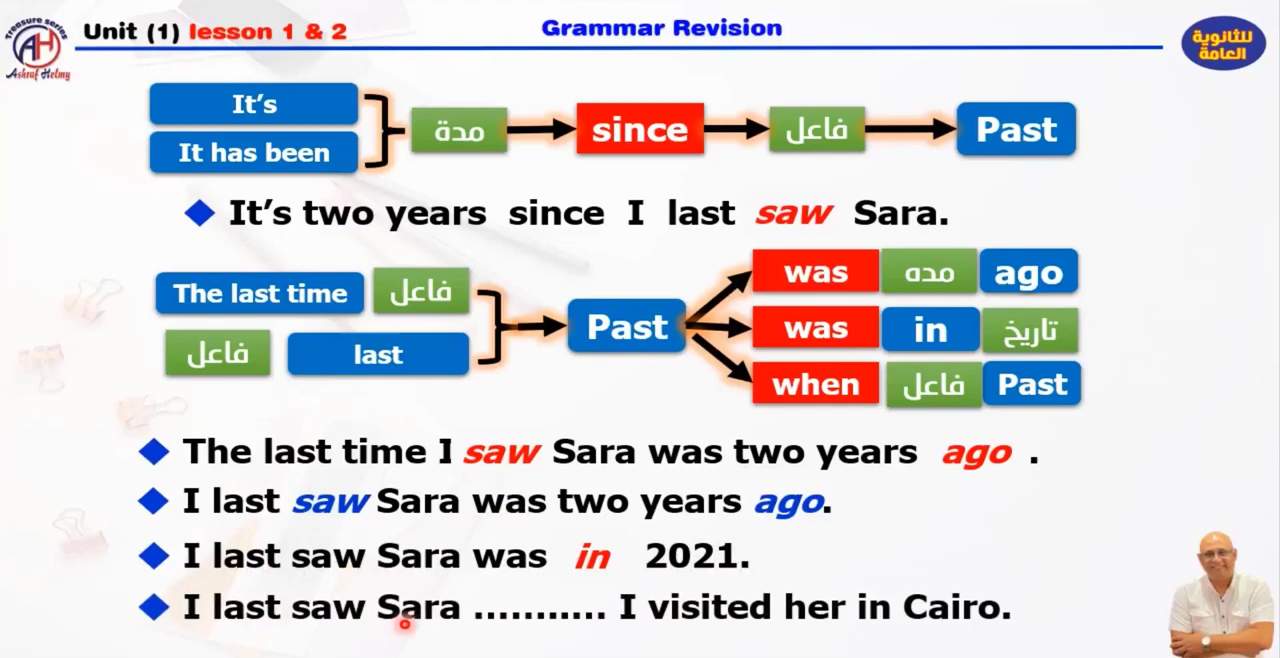 Treasure series
AH
Ashraf Helmy
Unit (1) lesson 1 & 2
Grammar Revision
للثانوية
العامة
It's
It has been
مدة
since
فاعل
Past
It's two years since I last saw Sara.
The last time فاعل
فاعل last
Past
was مده ago
was in تاريخ
when فاعل Past
The last time I saw Sara was two years ago .
I last saw Sara was two years ago.
I last saw Sara was in 2021.
I last saw Sara ........... I visited her in Cairo.